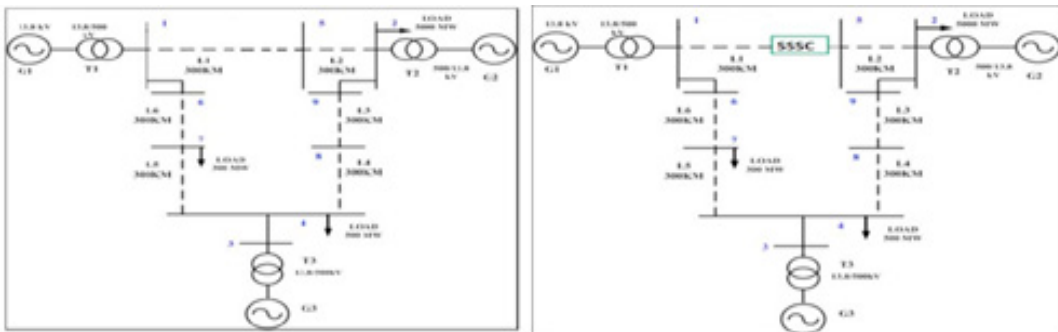 13.8 kV
13.8/500
kV
G1
T1
1
L1
300KM
5
L2
300KM
2
LOAD
5000 MW
T2
500/13.8
kV
G2
6
L6
300KM
7
L5
300KM
LOAD
500 MW
9
L3
300KM
8
L4
300KM
4
LOAD
500 MW
3
T3
13.8/500kV
G3
13.8 kV
13.8/500
kV
G1
T1
1
L1
300KM
SSSC
5
L2
300KM
2
LOAD
5000 MW
T2
500/13.8
kV
G2
6
L6
300KM
7
L5
300KM
LOAD
500 MW
9
L3
300KM
8
L4
300KM
4
LOAD
500 MW
3
T3
13.8/500kV
G3